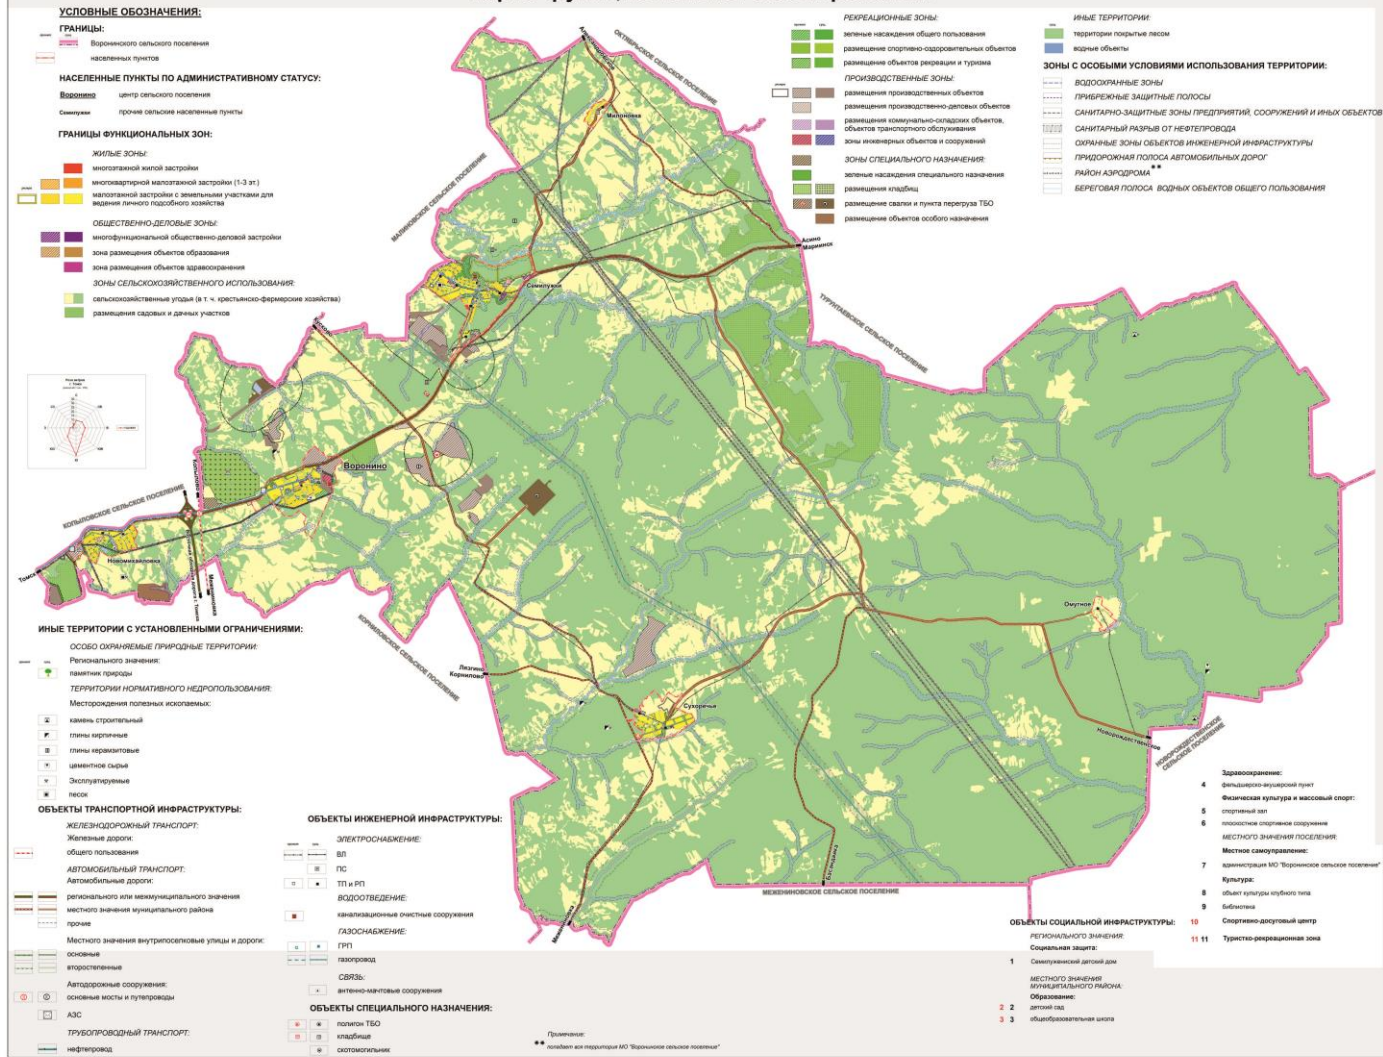 УСЛОВНЫЕ ОБОЗНАЧЕНИЯ:
ГРАНИЦЫ:
Воронинского сельского поселения
населенных пунктов
НАСЕЛЕННЫЕ ПУНКТЫ ПО АДМИНИСТРАТИВНОМУ СТАТУСУ:
Воронино центр сельского поселения
Семилужки прочие сельские населенные пункты
ГРАНИЦЫ ФУНКЦИОНАЛЬНЫХ ЗОН:
ЖИЛЫЕ ЗОНЫ:
многоэтажной жилой застройки
многоквартирной малоэтажной застройки (1-3 эт.)
малоэтажной застройки с земельными участками для
ведения личного подсобного хозяйства
ОБЩЕСТВЕННО-ДЕЛОВЫЕ ЗОНЫ:
многофункциональной общественно-деловой застройки
зона размещения объектов образования
зона размещения объектов здравоохранения
ЗОНЫ СЕЛЬСКОХОЗЯЙСТВЕННОГО ИСПОЛЬЗОВАНИЯ:
сельскохозяйственные угодья (в т. ч. крестьянско-фермерские хозяйства)
размещения садовых и дачных участков
РЕКРЕАЦИОННЫЕ ЗОНЫ:
зеленые насаждения общего пользования
размещение спортивно-оздоровительных объектов
размещение объектов рекреации и туризма
ПРОИЗВОДСТВЕННЫЕ ЗОНЫ:
размещения производственных объектов
размещения производственно-деловых объектов
размещения коммунально-складских объектов,
объектов транспортного обслуживания
зоны инженерных объектов и сооружений
ЗОНЫ СПЕЦИАЛЬНОГО НАЗНАЧЕНИЯ:
зеленые насаждения специального назначения
размещение кладбищ
размещение свалки и пункта перегруза ТБО
размещение объектов особого назначения
ИНЫЕ ТЕРРИТОРИИ:
территории покрытые лесом
водные объекты
ЗОНЫ С ОСОБЫМИ УСЛОВИЯМИ ИСПОЛЬЗОВАНИЯ ТЕРРИТОРИИ:
ВОДООХРАННЫЕ ЗОНЫ
ПРИБРЕЖНЫЕ ЗАЩИТНЫЕ ПОЛОСЫ
САНИТАРНО-ЗАЩИТНЫЕ ЗОНЫ ПРЕДПРИЯТИЙ, СООРУЖЕНИЙ И ИНЫХ ОБЪЕКТОВ
САНИТАРНЫЙ РАЗРЫВ ОТ НЕФТЕПРОВОДА
ОХРАННЫЕ ЗОНЫ ОБЪЕКТОВ ИНЖЕНЕРНОЙ ИНФРАСТРУКТУРЫ
ПРИДОРОЖНАЯ ПОЛОСА АВТОМОБИЛЬНЫХ ДОРОГ
РАЙОН АЭРОДРОМА **
БЕРЕГОВАЯ ПОЛОСА ВОДНЫХ ОБЪЕКТОВ ОБЩЕГО ПОЛЬЗОВАНИЯ
ОКТЯБРЬСКОЕ СЕЛЬСКОЕ ПОСЕЛЕНИЕ
Милоновка
МАЛИНОВСКОЕ СЕЛЬСКОЕ ПОСЕЛЕНИЕ
Асино
Мариинск
Семилужки
ТУРУНТАЕВСКОЕ СЕЛЬСКОЕ ПОСЕЛЕНИЕ
Кусково
Воронино
Копылово
КОПЫЛОВСКОЕ СЕЛЬСКОЕ ПОСЕЛЕНИЕ
Новомихайловка
Томск
Межениновка
КОРНИЛОВСКОЕ СЕЛЬСКОЕ ПОСЕЛЕНИЕ
Омутное
Лязгино
Корнилово
Сухоречье
Новорождественское
НОВОРОЖДЕСТВЕНСКОЕ
СЕЛЬСКОЕ ПОСЕЛЕНИЕ
Басандайка
МЕЖЕНИНОВСКОЕ СЕЛЬСКОЕ ПОСЕЛЕНИЕ
Межениновка
ИНЫЕ ТЕРРИТОРИИ С УСТАНОВЛЕННЫМИ ОГРАНИЧЕНИЯМИ:
ОСОБО ОХРАНЯЕМЫЕ ПРИРОДНЫЕ ТЕРРИТОРИИ:
Регионального значения:
памятник природы
ТЕРРИТОРИИ НОРМАТИВНОГО НЕДРОПОЛЬЗОВАНИЯ:
Месторождения полезных ископаемых:
камень строительный
глины кирпичные
глины керамзитовые
цементное сырье
Эксплуатируемые
песок
ОБЪЕКТЫ ТРАНСПОРТНОЙ ИНФРАСТРУКТУРЫ:
ЖЕЛЕЗНОДОРОЖНЫЙ ТРАНСПОРТ:
Железные дороги:
общего пользования
АВТОМОБИЛЬНЫЙ ТРАНСПОРТ:
Автомобильные дороги:
регионального или межмуниципального значения
местного значения муниципального района
прочие
Местного значения внутрипоселковые улицы и дороги:
основные
второстепенные
Автодорожные сооружения:
основные мосты и путепроводы
АЗС
ТРУБОПРОВОДНЫЙ ТРАНСПОРТ:
нефтепровод
ОБЪЕКТЫ ИНЖЕНЕРНОЙ ИНФРАСТРУКТУРЫ:
ЭЛЕКТРОСНАБЖЕНИЕ:
ВЛ
ПС
ТП и РП
ВОДООТВЕДЕНИЕ:
канализационные очистные сооружения
ГАЗОСНАБЖЕНИЕ:
ГРП
газопровод
СВЯЗЬ:
антенно-мачтовые сооружения
ОБЪЕКТЫ СПЕЦИАЛЬНОГО НАЗНАЧЕНИЯ:
полигон ТБО
кладбище
скотомогильник
Примечание:
** попадает вся территория МО "Воронинское сельское поселение"
ОБЪЕКТЫ СОЦИАЛЬНОЙ ИНФРАСТРУКТУРЫ:
РЕГИОНАЛЬНОГО ЗНАЧЕНИЯ:
Социальная защита:
1 Семилуженский детский дом
МЕСТНОГО ЗНАЧЕНИЯ
МУНИЦИПАЛЬНОГО РАЙОНА:
Образование:
2 2 детский сад
3 3 общеобразовательная школа
Здравоохранение:
4 фельдшерско-акушерский пункт
Физическая культура и массовый спорт:
5 спортивный зал
6 плоскостное спортивное сооружение
МЕСТНОГО ЗНАЧЕНИЯ ПОСЕЛЕНИЯ:
Местное самоуправление:
7 администрация МО "Воронинское сельское поселение"
Культура:
8 объект культуры клубного типа
9 библиотека
10 Спортивно-досуговый центр
11 11 Туристко-рекреационная зона